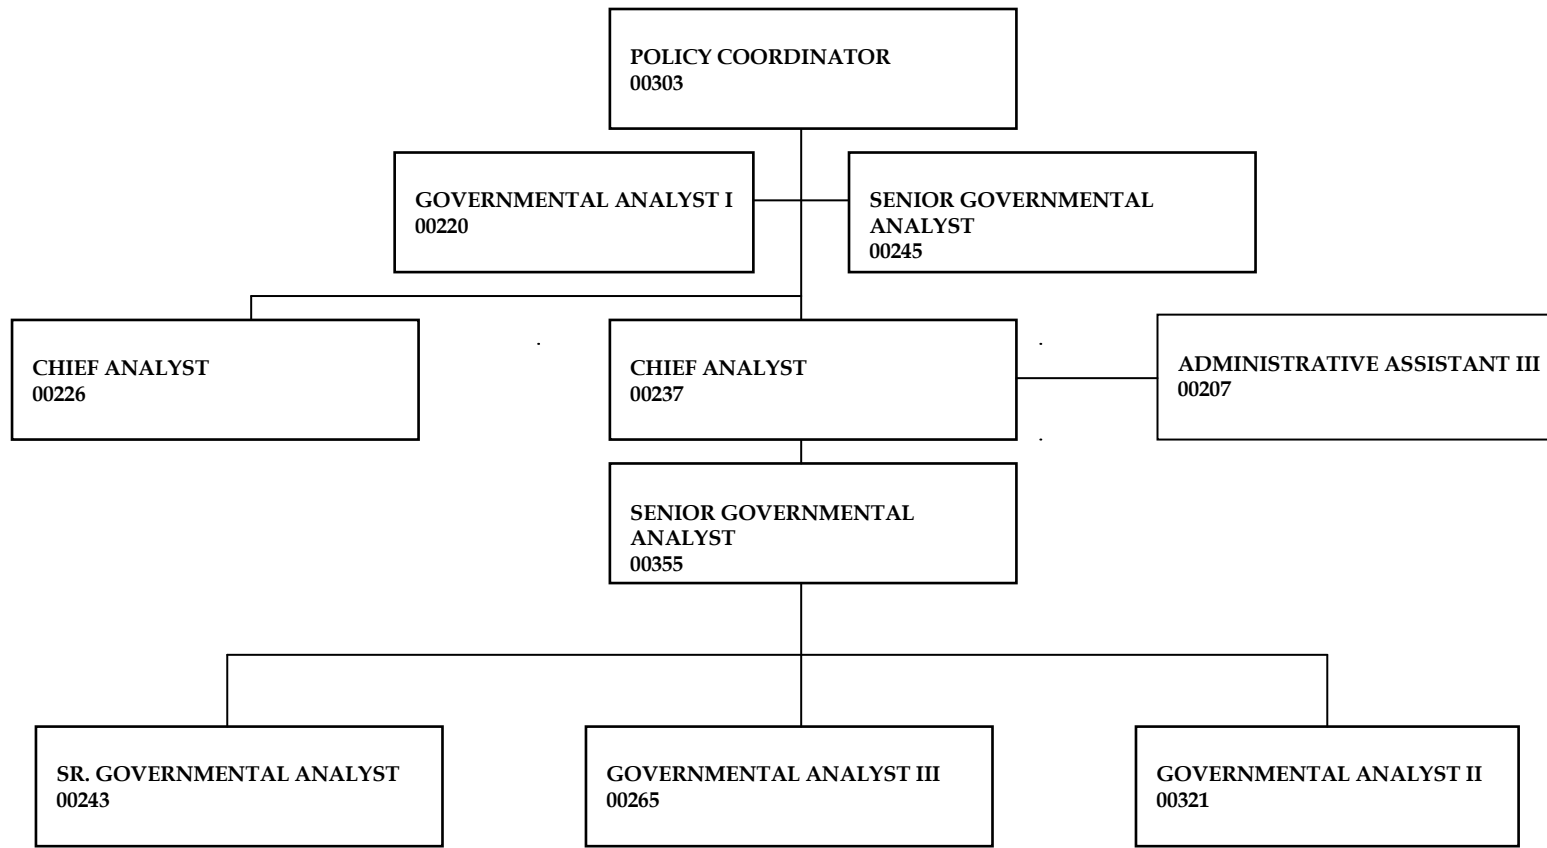 POLICY COORDINATOR
00303
GOVERNMENTAL ANALYST I
00220
SENIOR GOVERNMENTAL
ANALYST
00245
CHIEF ANALYST
00226
CHIEF ANALYST
00237
ADMINISTRATIVE ASSISTANT III
00207
SENIOR GOVERNMENTAL
ANALYST
00355
SR. GOVERNMENTAL ANALYST
00243
GOVERNMENTAL ANALYST III
00265
GOVERNMENTAL ANALYST II
00321